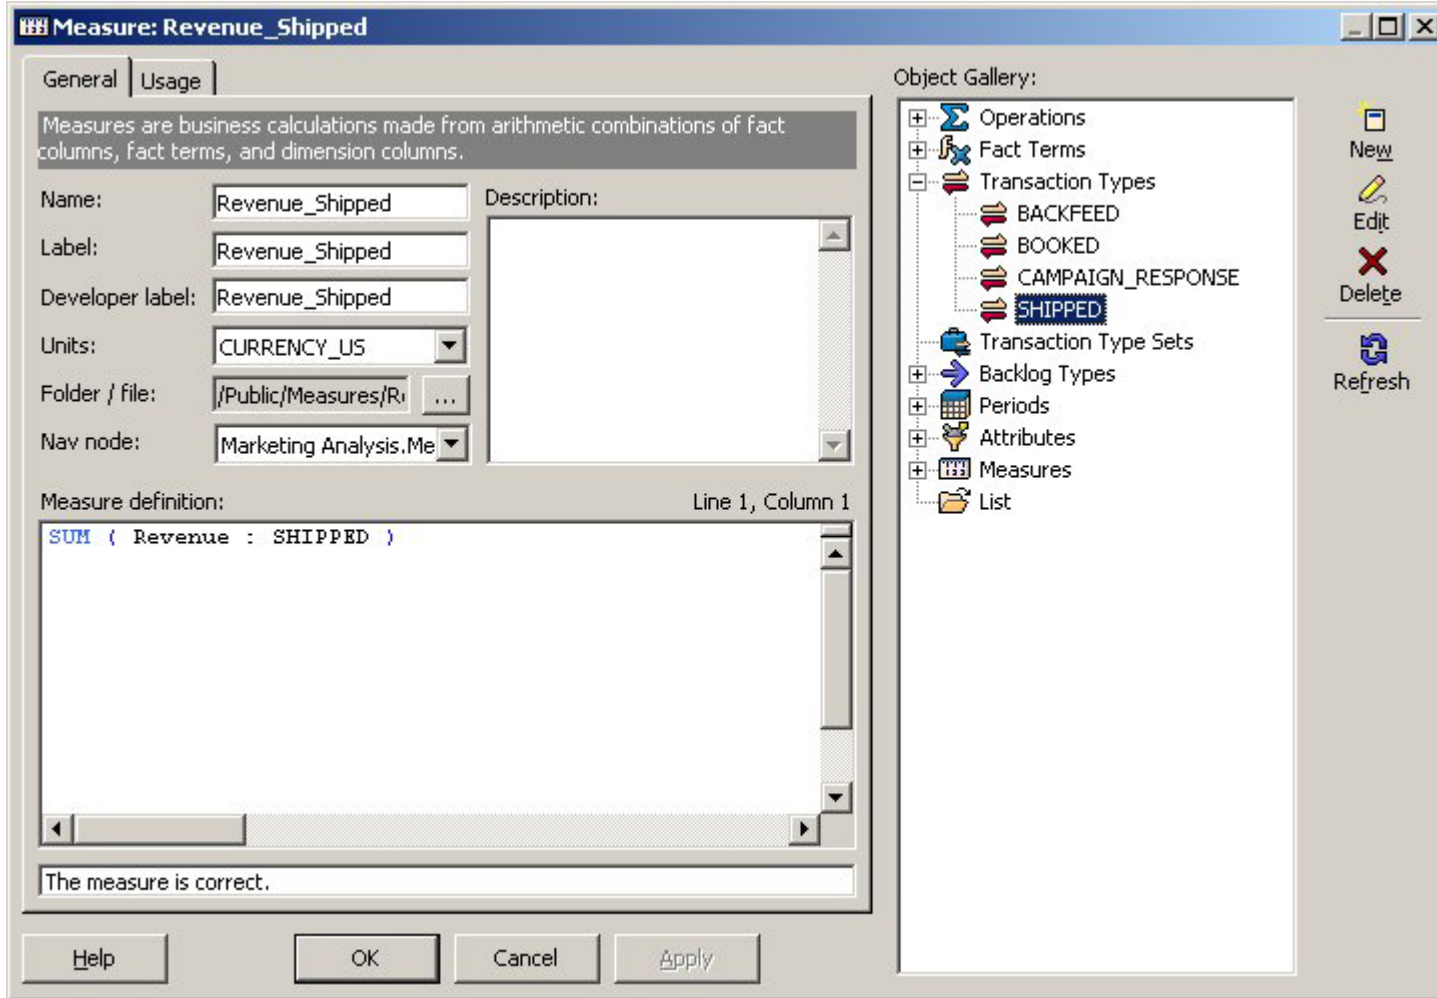 Measure: Revenue_Shipped
General
Usage
Measures are business calculations made from arithmetic combinations of fact
columns, fact terms, and dimension columns.
Name:
Revenue_Shipped
Label:
Revenue_Shipped
Developer label:
Revenue_Shipped
Units:
CURRENCY_US
Folder / file:
/Public/Measures/R
...
Nav node:
Marketing Analysis.Me
Description:
Measure definition:
Line 1, Column 1
SUM ( Revenue : SHIPPED )
The measure is correct.
Help
OK
Cancel
Apply
Object Gallery:
Operations
Fact Terms
Transaction Types
BACKFEED
BOOKED
CAMPAIGN_RESPONSE
SHIPPED
Transaction Type Sets
Backlog Types
Periods
Attributes
Measures
List
New
Edit
Delete
Refresh